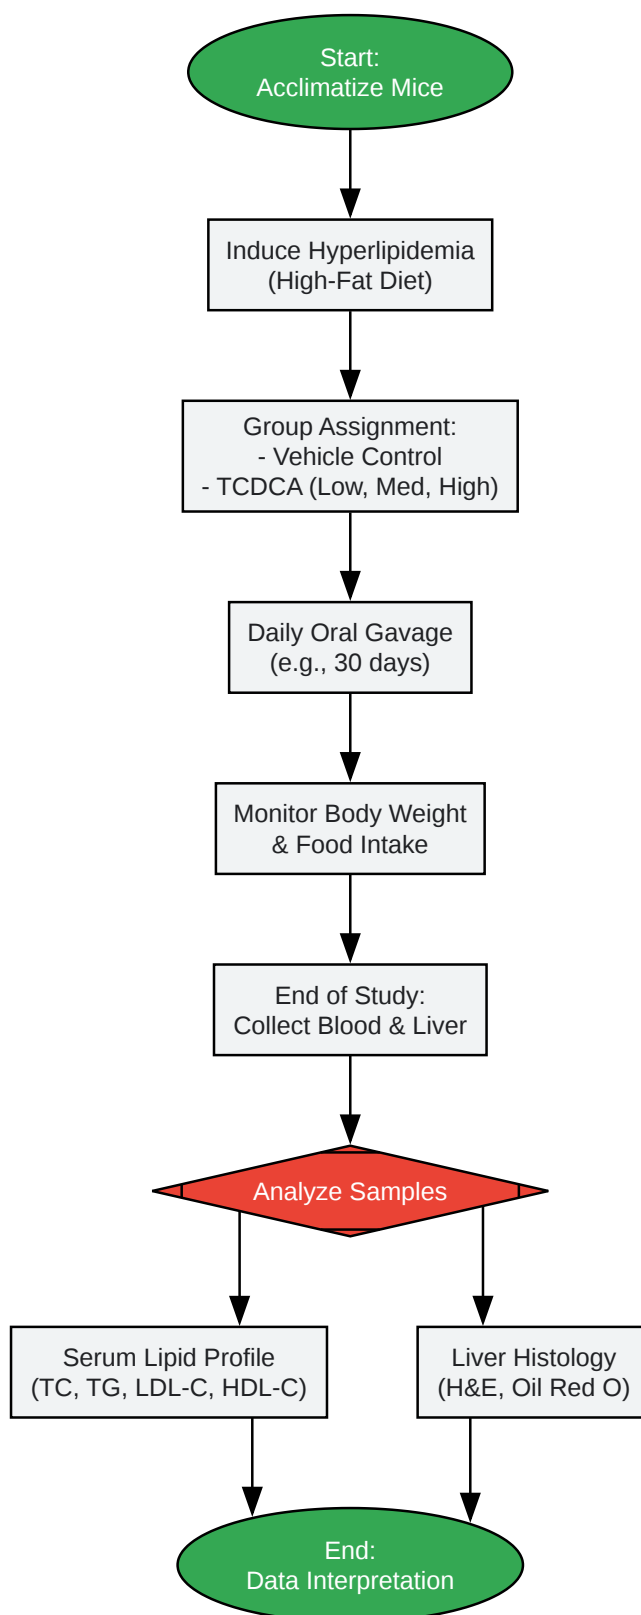 Start:
Acclimatize Mice
Induce Hyperlipidemia
(High-Fat Diet)
Group Assignment:
- Vehicle Control
- TCDCA (Low, Med, High)
Daily Oral Gavage
(e.g., 30 days)
Monitor Body Weight
& Food Intake
End of Study:
Collect Blood & Liver
Analyze Samples
Serum Lipid Profile
(TC, TG, LDL-C, HDL-C)
Liver Histology
(H&E, Oil Red O)
End:
Data Interpretation